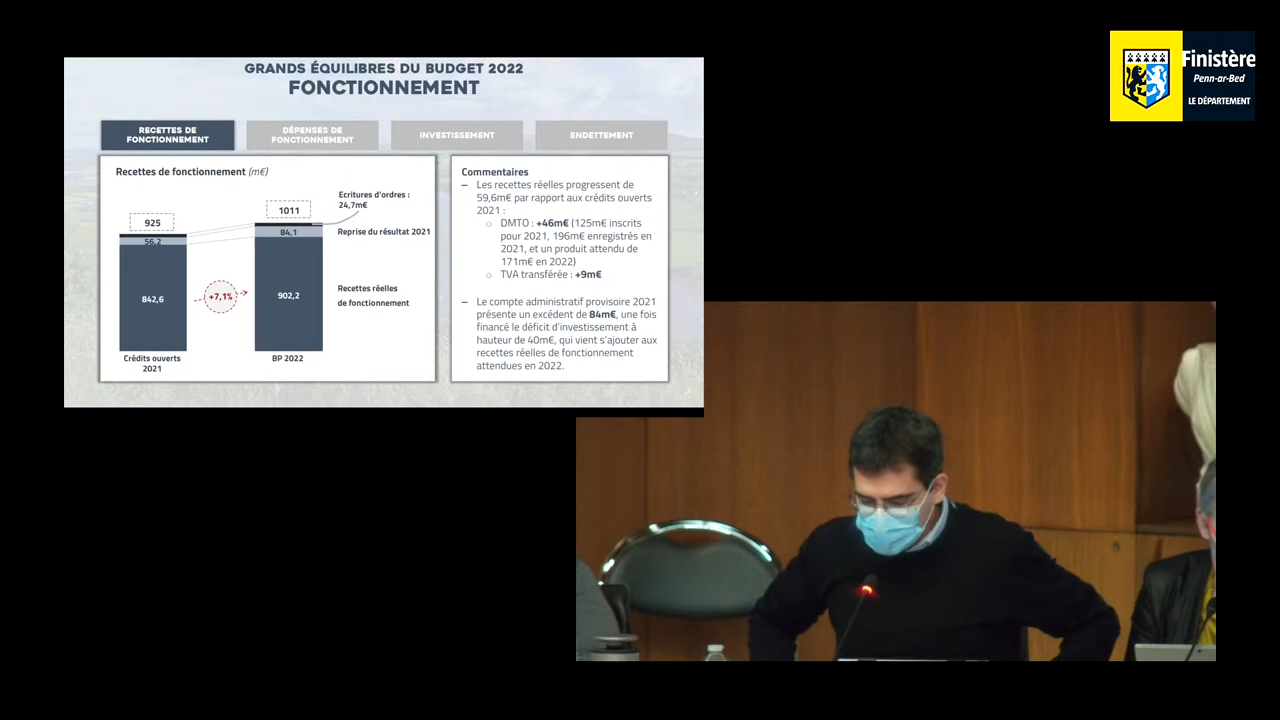 GRANDS ÉQUILIBRES DU BUDGET 2022
FONCTIONNEMENT
RECETTES DE
FONCTIONNEMENT
DÉPENSES DE
FONCTIONNEMENT
INVESTISSEMENT
ENDETTEMENT
Recettes de fonctionnement (m€)
Ecritures d'ordres :
24,7m€
925
1011
56,2
84,1
Reprise du résultat 2021
842,6
+7,1%
902,2
Recettes réelles
de fonctionnement
Crédits ouverts
2021
BP 2022
Commentaires
– Les recettes réelles progressent de
59,6m€ par rapport aux crédits ouverts
2021 :
○ DMTO : +46m€ (125m€ inscrits
pour 2021, 196m€ enregistrés en
2021, et un produit attendu de
171m€ en 2022)
○ TVA transférée : +9m€
– Le compte administratif provisoire 2021
présente un excédent de 84m€, une fois
financé le déficit d'investissement à
hauteur de 40m€, qui vient s'ajouter aux
recettes réelles de fonctionnement
attendues en 2022.
Finistère
Penn-ar-Bed
LE DÉPARTEMENT